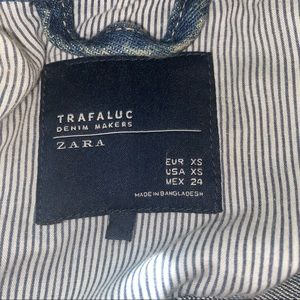 TRAFALUC
DENIM MAKERS
ZARA
EUR XS
USA XS
MEX 24
MADE IN BANGLADESH